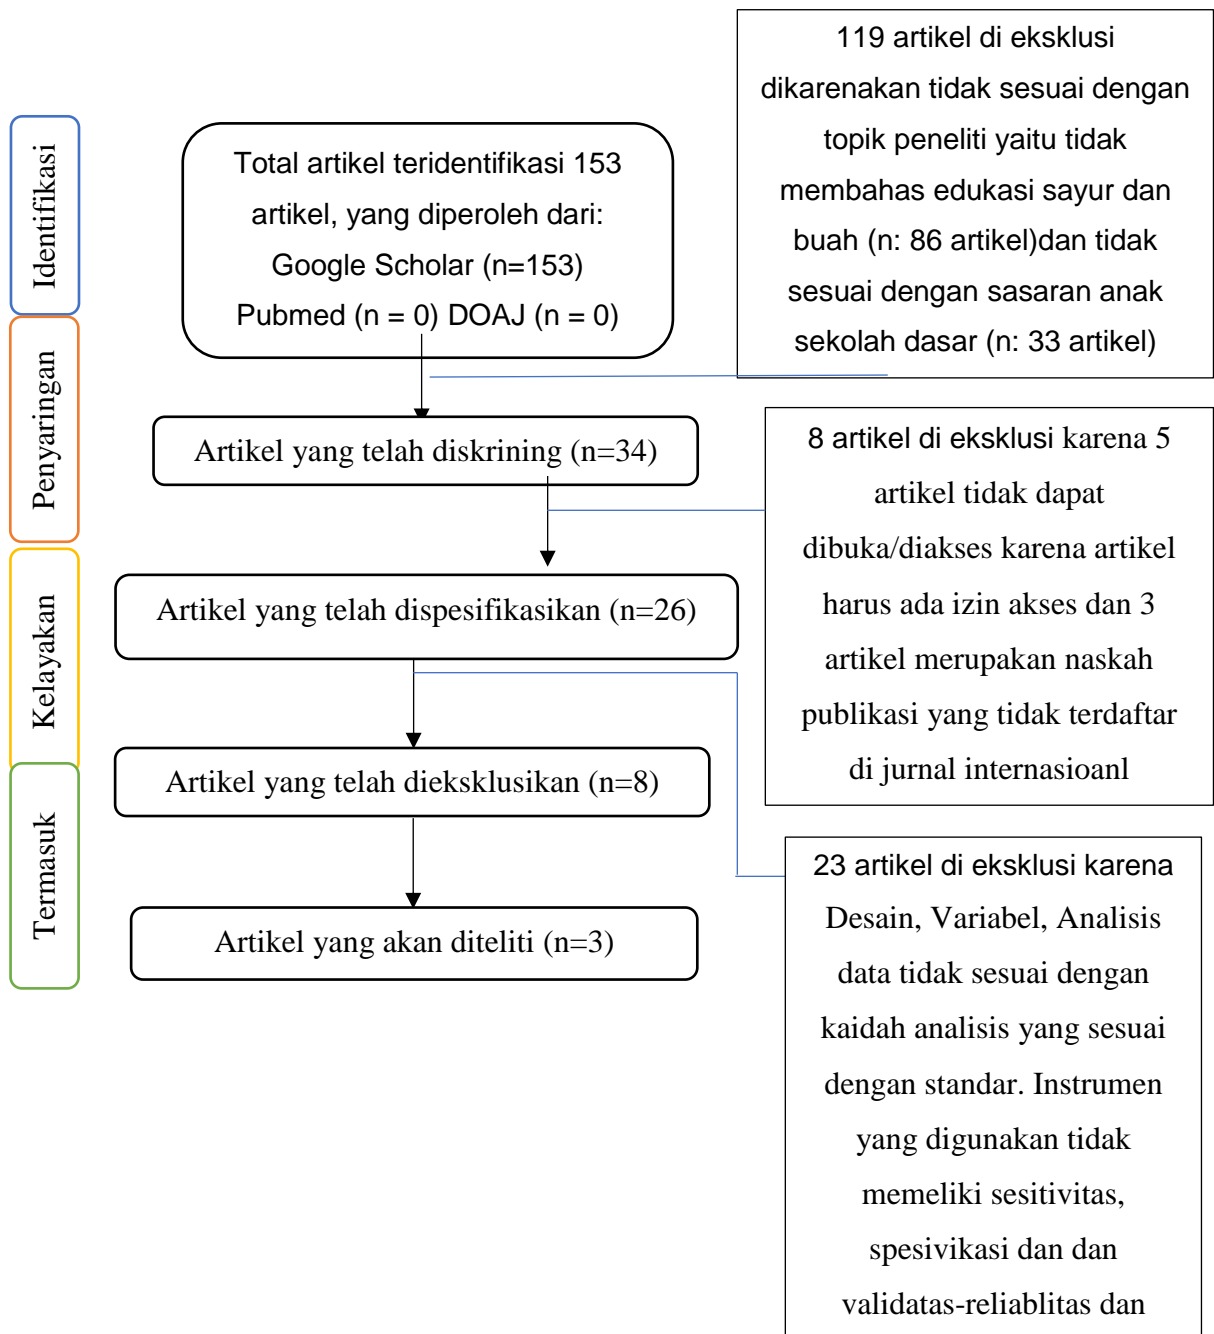 119 artikel di eksklusi
dikarenakan tidak sesuai dengan
topik peneliti yaitu tidak
membahas edukasi sayur dan
buah (n: 86 artikel)dan tidak
sesuai dengan sasaran anak
sekolah dasar (n: 33 artikel)
Identifikasi
Total artikel teridentifikasi 153
artikel, yang diperoleh dari:
Google Scholar (n=153)
Pubmed (n = 0) DOAJ (n = 0)
Penyaringan
Artikel yang telah diskrining (n=34)
8 artikel di eksklusi karena 5
artikel tidak dapat
dibuka/diakses karena artikel
harus ada izin akses dan 3
artikel merupakan naskah
publikasi yang tidak terdaftar
di jurnal internasioanl
Kelayakan
Artikel yang telah dispesifikasikan (n=26)
Artikel yang telah dieksklusikan (n=8)
Termasuk
Artikel yang akan diteliti (n=3)
23 artikel di eksklusi karena
Desain, Variabel, Analisis
data tidak sesuai dengan
kaidah analisis yang sesuai
dengan standar. Instrumen
yang digunakan tidak
memeliki sesitivitas,
spesivikasi dan dan
validatas-reliablitas dan